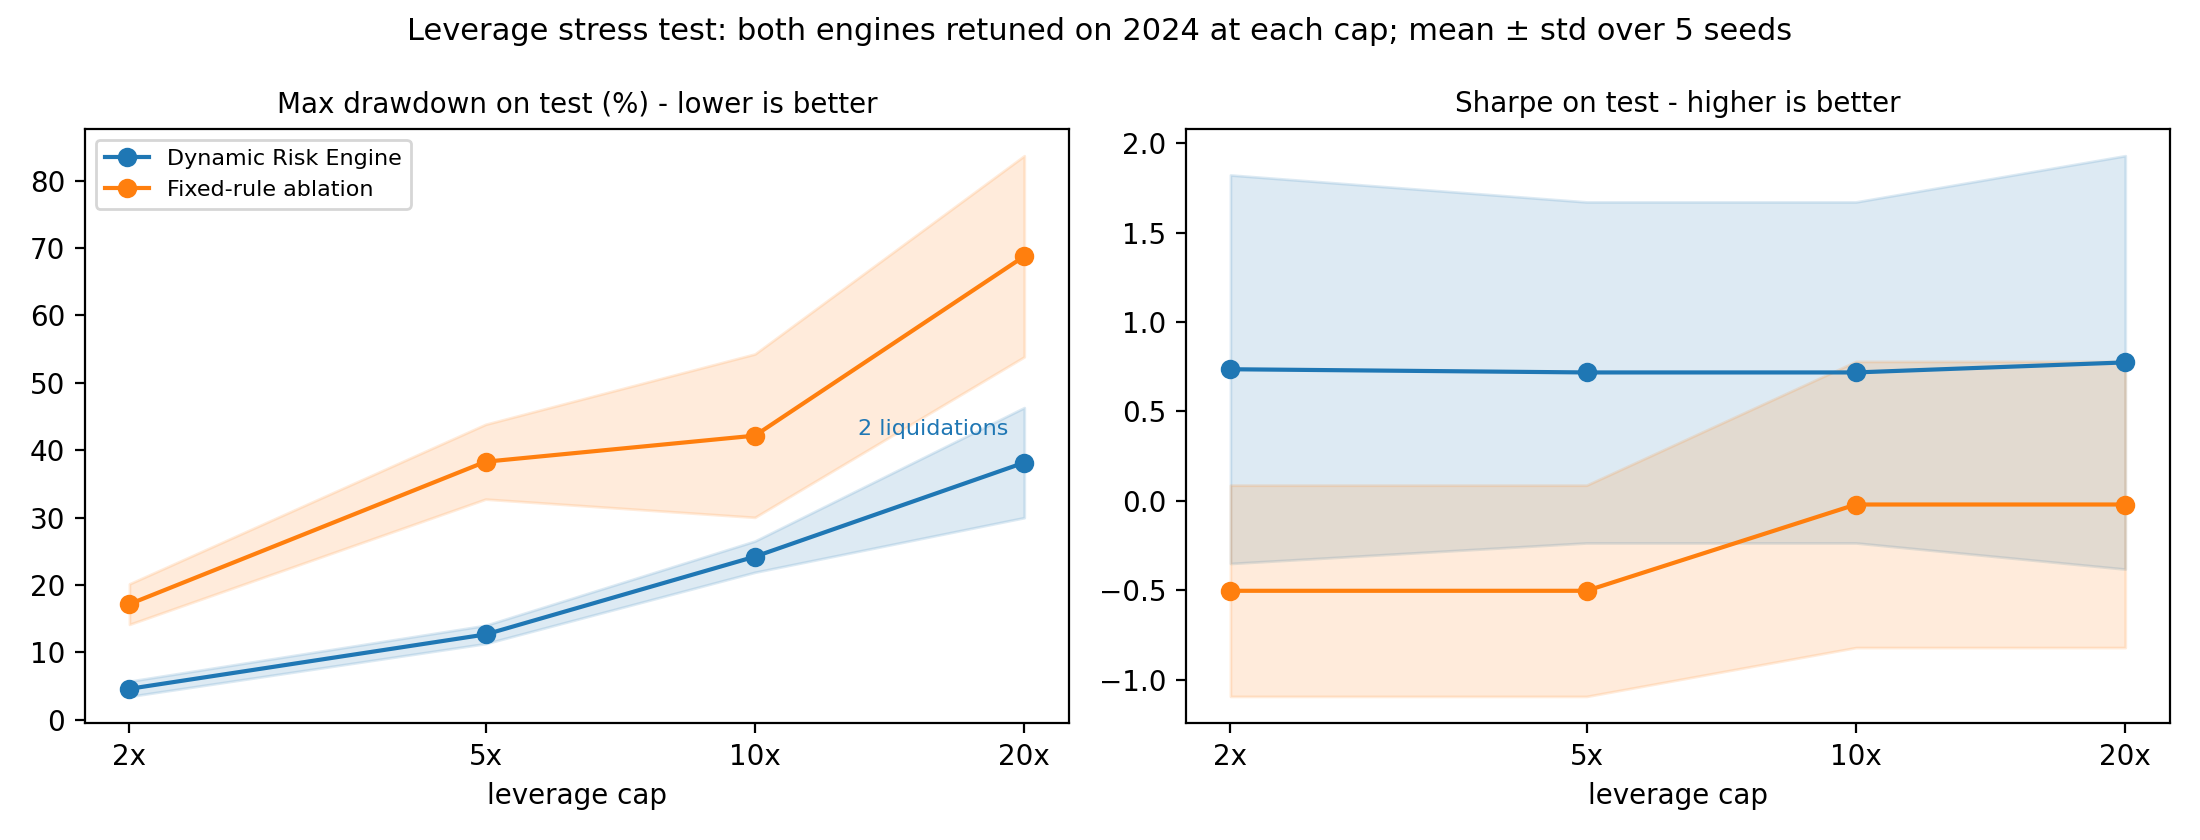 Leverage stress test: both engines retuned on 2024 at each cap; mean ± std over 5 seeds
Max drawdown on test (%) - lower is better
Dynamic Risk Engine
Fixed-rule ablation
80
70
60
50
40
30
20
10
0
2 liquidations
2x
5x
10x
20x
leverage cap
Sharpe on test - higher is better
2.0
1.5
1.0
0.5
0.0
−0.5
−1.0
2x
5x
10x
20x
leverage cap